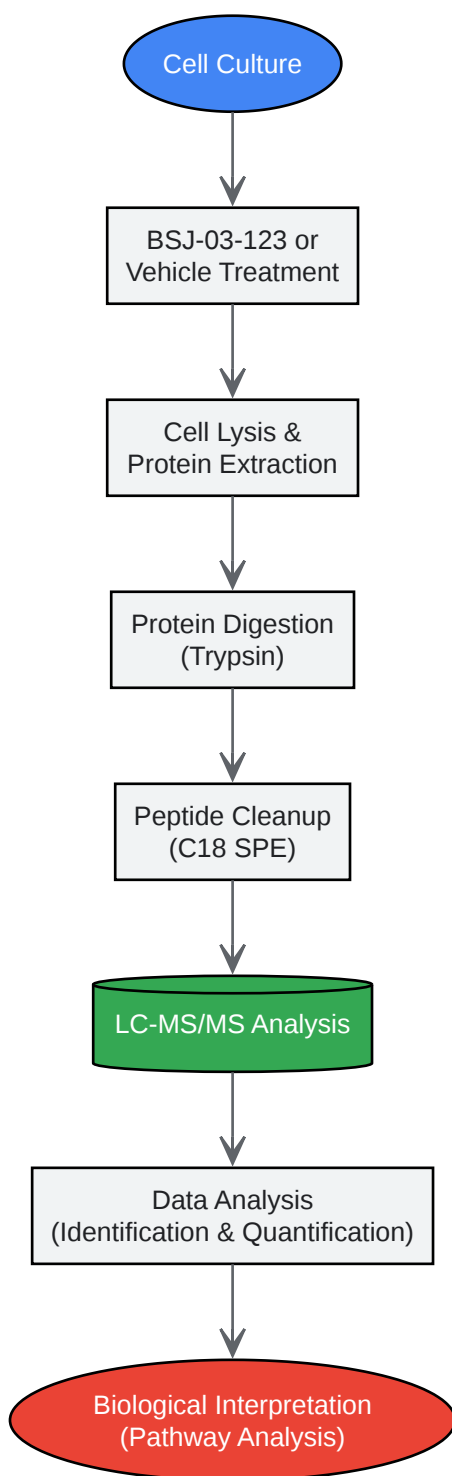 Cell Culture
BSJ-03-123 or
Vehicle Treatment
Cell Lysis &
Protein Extraction
Protein Digestion
(Trypsin)
Peptide Cleanup
(C18 SPE)
LC-MS/MS Analysis
Data Analysis
(Identification & Quantification)
Biological Interpretation
(Pathway Analysis)